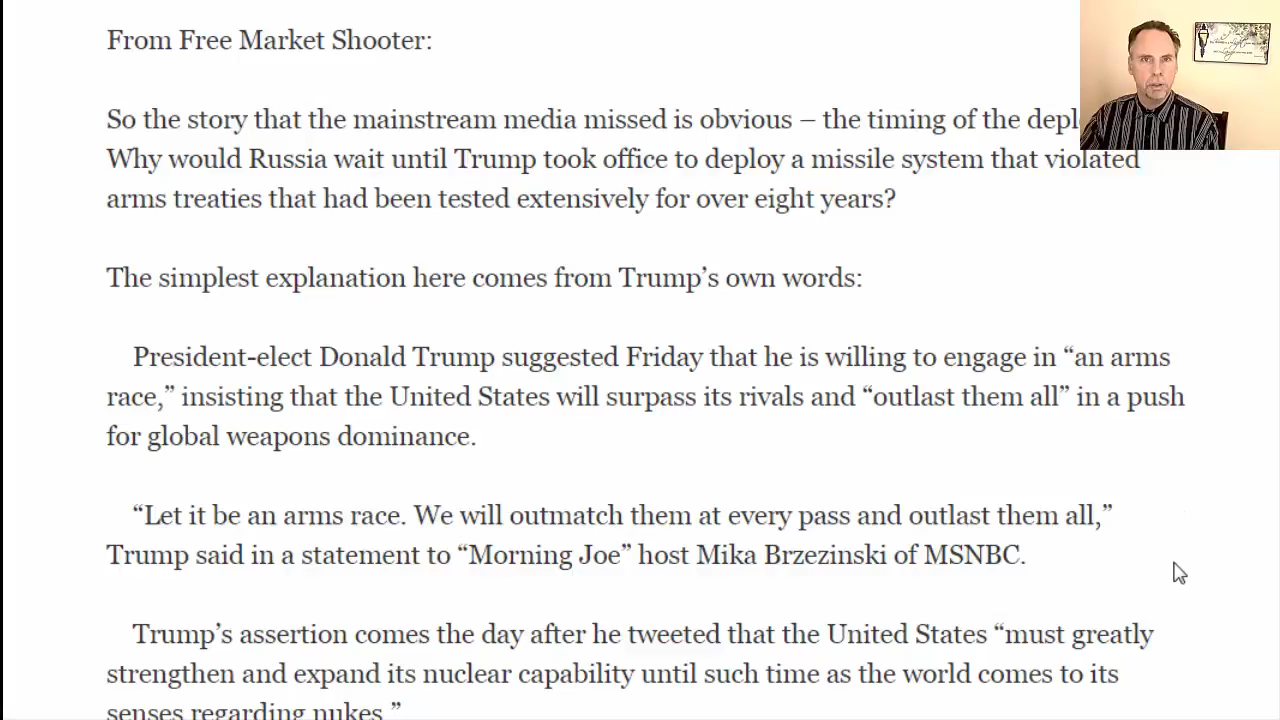 From Free Market Shooter:
So the story that the mainstream media missed is obvious – the timing of the
Why would Russia wait until Trump took office to deploy a missile system that violated
arms treaties that had been tested extensively for over eight years?
The simplest explanation here comes from Trump’s own words:
President-elect Donald Trump suggested Friday that he is willing to engage in “an arms
race,” insisting that the United States will surpass its rivals and “outlast them all” in a push
for global weapons dominance.
“Let it be an arms race. We will outmatch them at every pass and outlast them all,”
Trump said in a statement to “Morning Joe” host Mika Brzezinski of MSNBC.
Trump’s assertion comes the day after he tweeted that the United States “must greatly
strengthen and expand its nuclear capability until such time as the world comes to its
senses regarding nukes.”